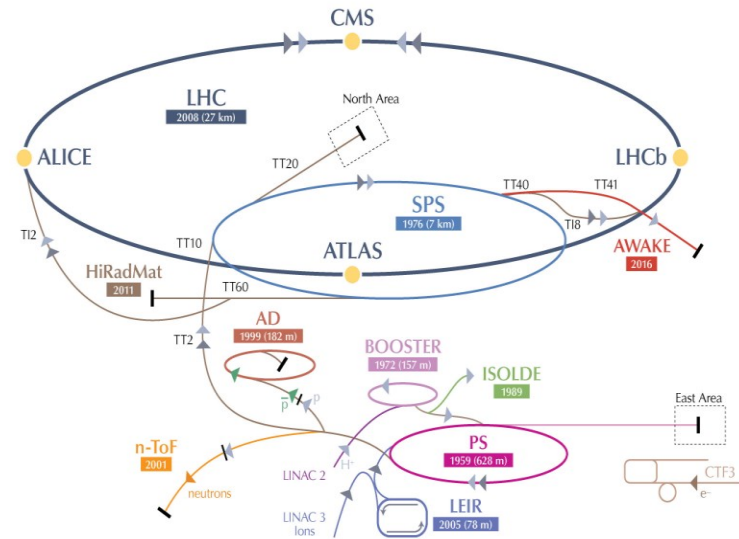 CMS
LHC
2008 (27 km)
North Area
ALICE
LHCb
TT20
TT40
TT41
SPS
1976 (7 km)
TI8
TI2
TT10
ATLAS
AWAKE
2016
HiRadMat
2011
TT60
AD
1999 (182 m)
TT2
BOOSTER
1972 (157 m)
ISOLDE
1989
p̅
p
East Area
n-ToF
2001
PS
1959 (628 m)
H⁻
LINAC 2
neutrons
CTF3
e⁻
LINAC 3
Ions
LEIR
2005 (78 m)